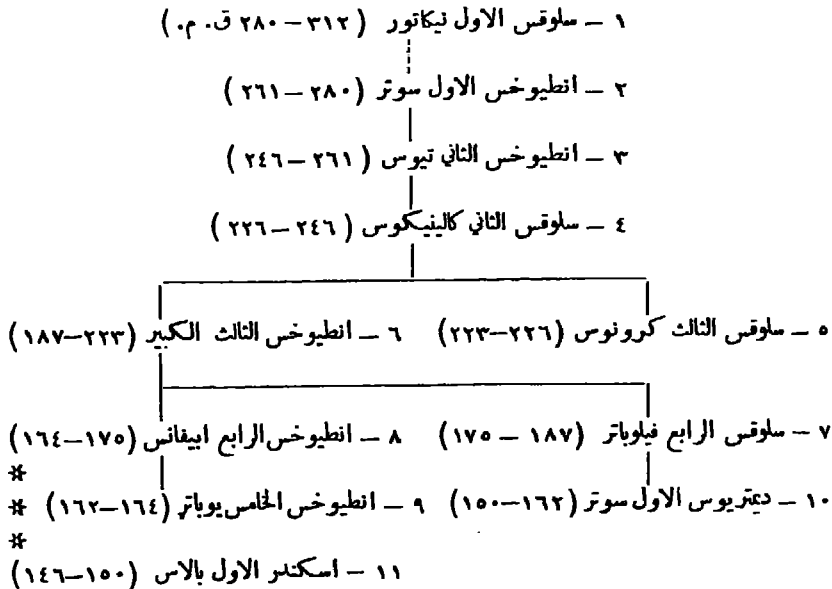 ١ – سلوقس الاول نيكاتور (٣١٢ – ٢٨٠ ق. م.)
٢ – انطيوخس الاول سوتر (٢٨٠ – ٢٦١)
٣ – انطيوخس الثاني تيوس (٢٦١ – ٢٤٦)
٤ – سلوقس الثاني كالينيكوس (٢٤٦ – ٢٢٦)
٥ – سلوقس الثالث كرونوس (٢٢٦–٢٢٣) ٦ – انطيوخس الثالث الكبير (٢٢٣–١٨٧)
٧ – سلوقس الرابع فيلوباتر (١٨٧ – ١٧٥) ٨ – انطيوخس الرابع ابيفانس (١٧٥–١٦٤)
*
١٠ – ديمتريوس الاول سوتر (١٦٢–١٥٠) ٩ – انطيوخس الخامس يوباتر (١٦٤–١٦٢) *
*
١١ – اسكندر الاول بالاس (١٥٠–١٤٦)